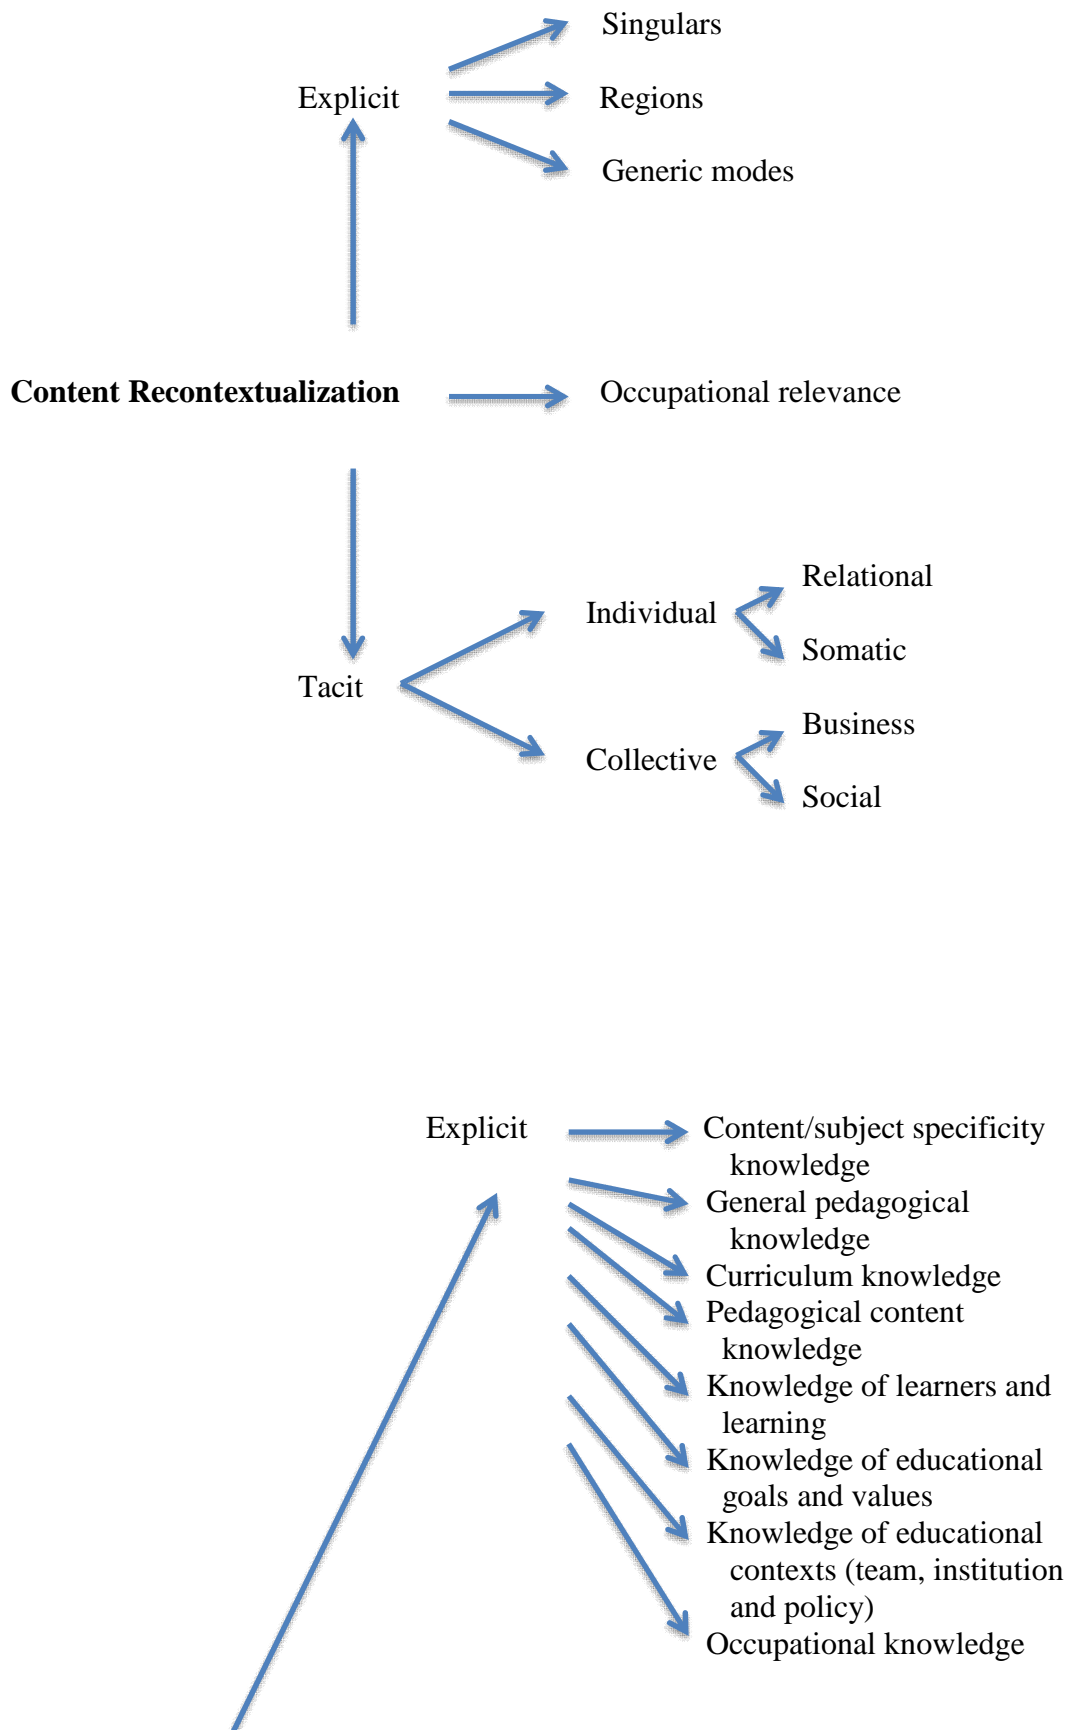 Singulars
Explicit
Regions
Generic modes
Content Recontextualization
Occupational relevance
Relational
Individual
Somatic
Tacit
Business
Collective
Social
Explicit
Content/subject specificity
knowledge
General pedagogical
knowledge
Curriculum knowledge
Pedagogical content
knowledge
Knowledge of learners and
learning
Knowledge of educational
goals and values
Knowledge of educational
contexts (team, institution
and policy)
Occupational knowledge